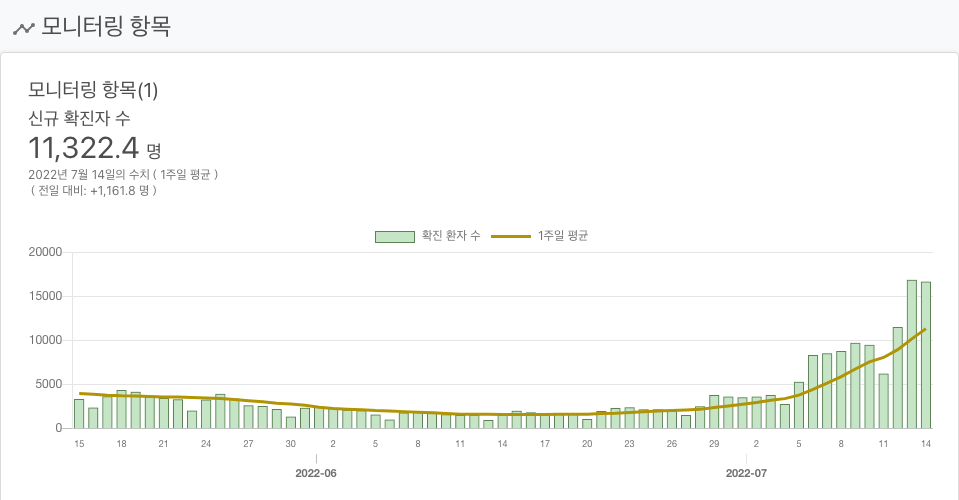 모니터링 항목
모니터링 항목(1)
신규 확진자 수
11,322.4 명
2022년 7월 14일의 수치 ( 1주일 평균 )
( 전일 대비: +1,161.8 명 )
확진 환자 수 1주일 평균
20000
15000
10000
5000
0
15 18 21 24 27 30 2 5 8 11 14 17 20 23 26 29 2 5 8 11 14
2022-06 2022-07